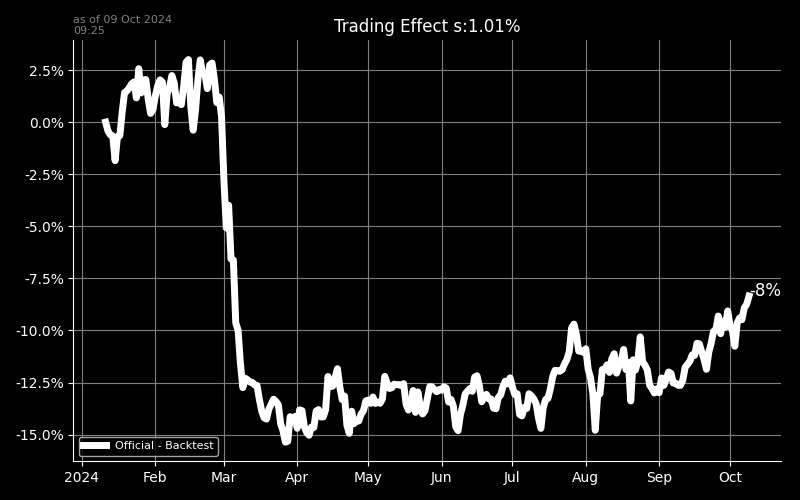 as of 09 Oct 2024
09:25
Trading Effect s:1.01%
2.5%
0.0%
-2.5%
-5.0%
-7.5%
-10.0%
-12.5%
-15.0%
-8%
Official - Backtest
2024 Feb Mar Apr May Jun Jul Aug Sep Oct